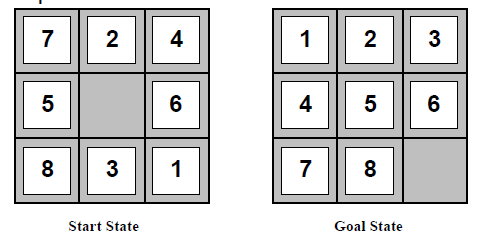 7 2 4 1 2 3
5 6 4 5 6
8 3 1 7 8
Start State Goal State